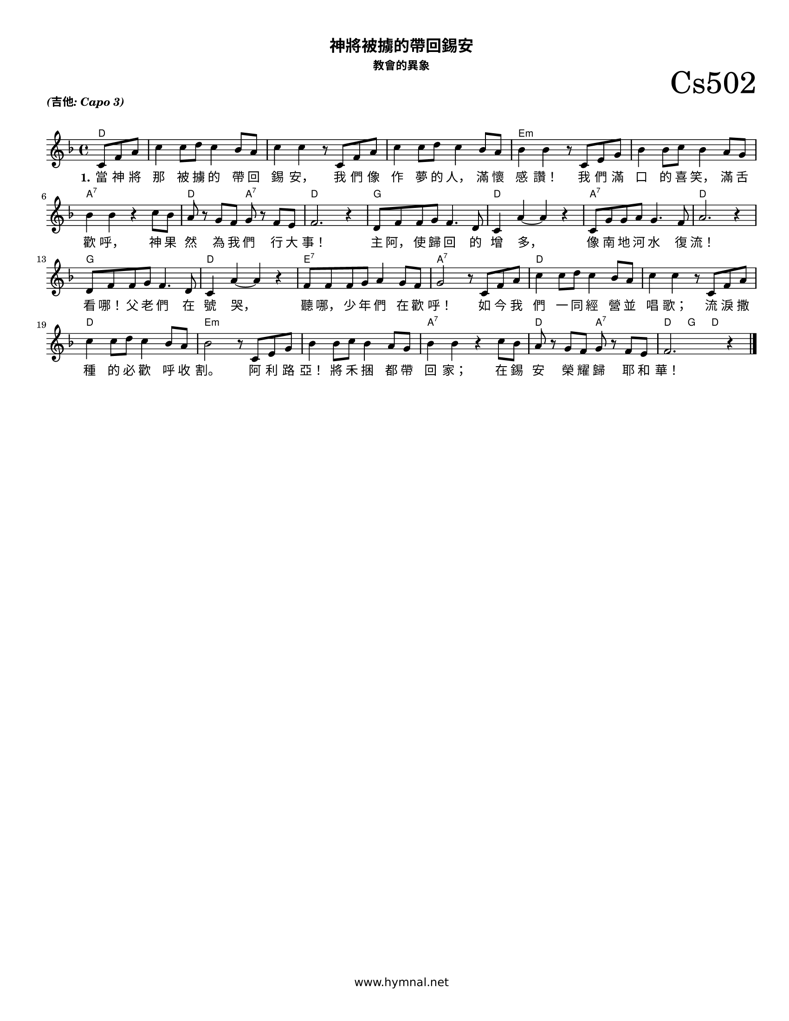 神將被擄的帶回錫安
教會的異象
Cs502
(吉他: Capo 3)
D Em
1. 當神將 那 被擄的 帶回 錫安， 我們像 作 夢的人，滿懷 感讚！ 我們滿 口 的喜笑，滿舌
6 A7 D A7 D G D A7 D
歡呼， 神果 然 為我們 行大事！ 主阿，使歸回 的 增 多， 像南地河水 復流！
13 G D E7 A7 D
看哪！父老們 在 號 哭， 聽哪，少年們 在歡呼！ 如今我 們 一同經 營並 唱歌； 流淚撒
19 D Em A7 D A7 D G D
種 的必歡 呼收割。 阿利路 亞！將禾捆 都帶 回家； 在錫 安 榮耀歸 耶和華！
www.hymnal.net